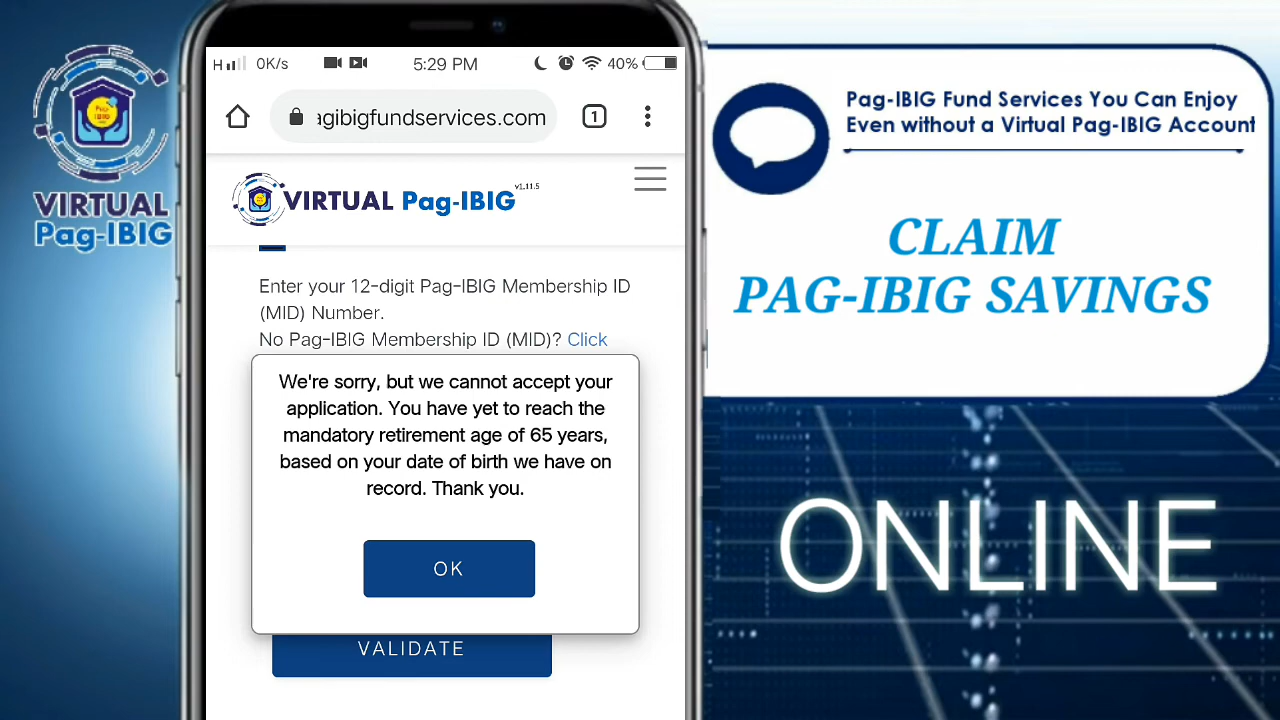 VIRTUAL
Pag-IBIG
H 0K/s 5:29 PM 40%
agibigfundservices.com 1
VIRTUAL Pag-IBIG v1.11.5
Enter your 12-digit Pag-IBIG Membership ID
(MID) Number.
No Pag-IBIG Membership ID (MID)? Click
We're sorry, but we cannot accept your
application. You have yet to reach the
mandatory retirement age of 65 years,
based on your date of birth we have on
record. Thank you.
OK
VALIDATE
Pag-IBIG Fund Services You Can Enjoy
Even without a Virtual Pag-IBIG Account
CLAIM
PAG-IBIG SAVINGS
ONLINE